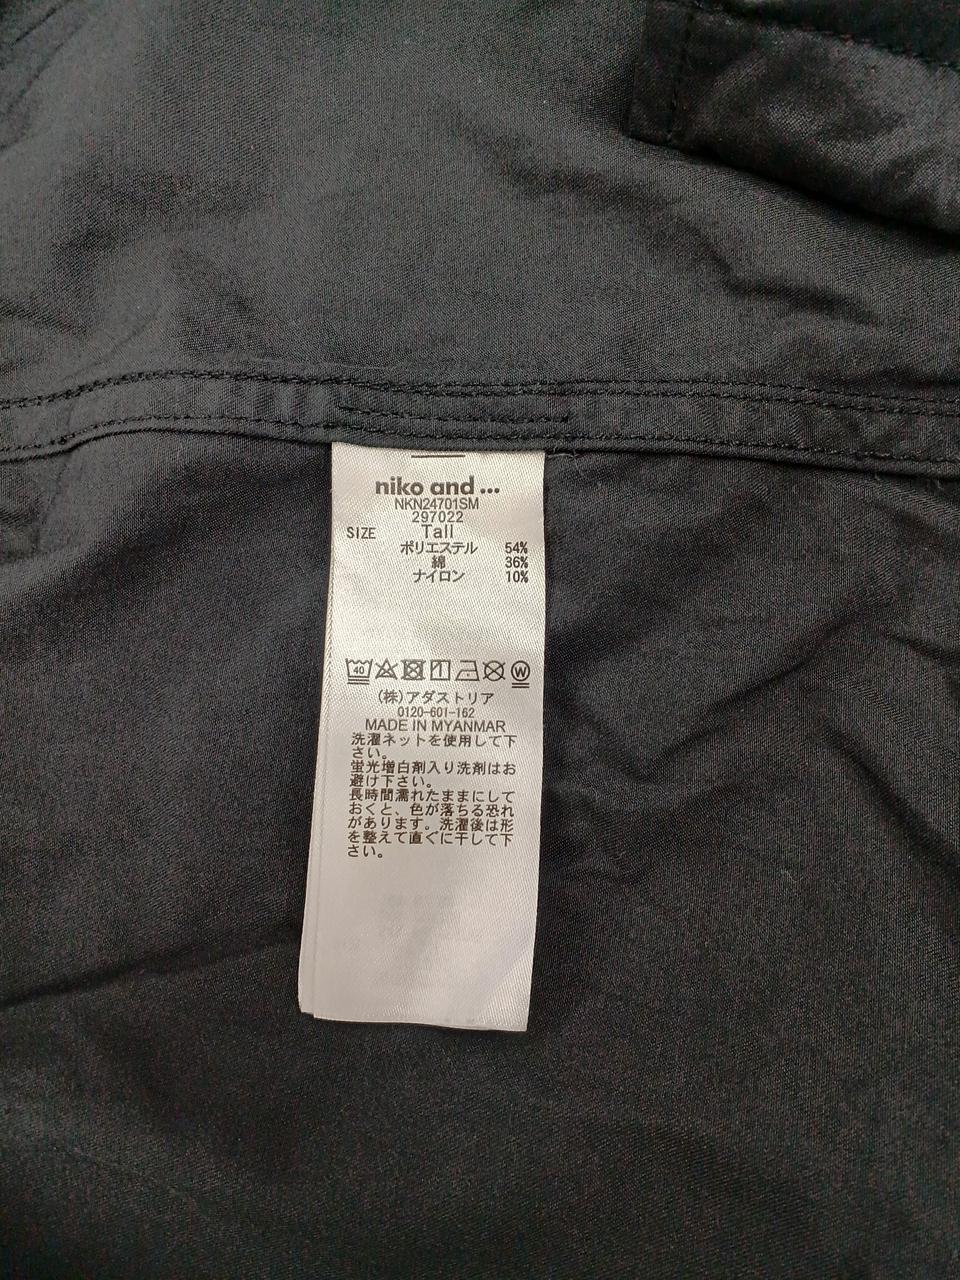 niko and ...
NKN24701SM
297022
SIZE Tall
ポリエステル 54%
綿 36%
ナイロン 10%
40 W
(株)アダストリア
0120-601-162
MADE IN MYANMAR
洗濯ネットを使用して下
さい。
蛍光増白剤入り洗剤はお
避け下さい。
長時間濡れたままにして
おくと、色が落ちる恐れ
があります。洗濯後は形
を整えて直ぐに干して下
さい。